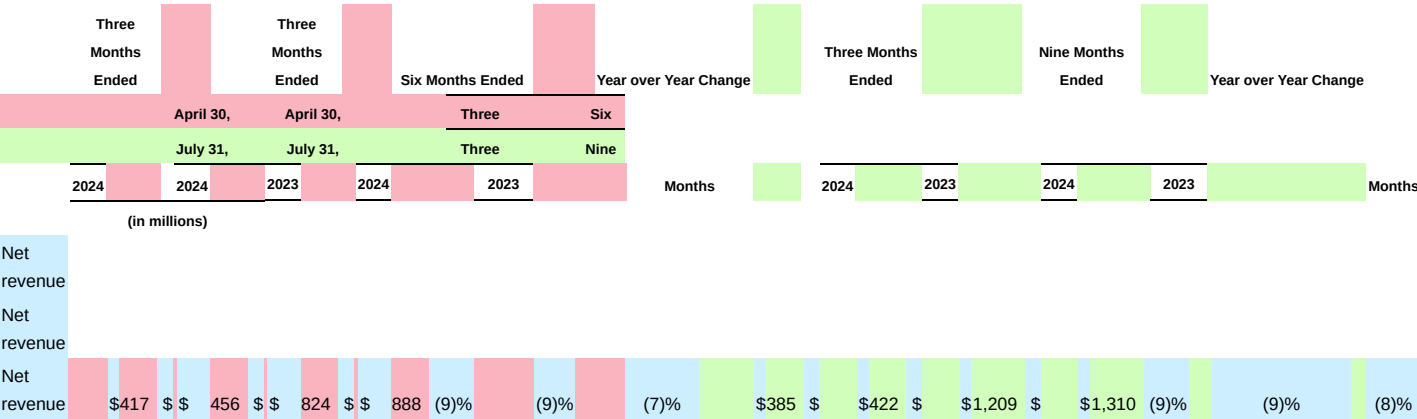 Three Three
Months Months Three Months Nine Months
Ended Ended Six Months Ended Year over Year Change Ended Ended Year over Year Change
April 30, April 30, Three Six
July 31, July 31, Three Nine
2024 2024 2023 2024 2023 Months 2024 2023 2024 2023 Months
(in millions)
Net
revenue
Net
revenue
Net
revenue $417 $ $ 456 $ $ 824 $ $ 888 (9)% (9)% (7)% $385 $ $422 $ $1,209 $ $1,310 (9)% (9)% (8)%